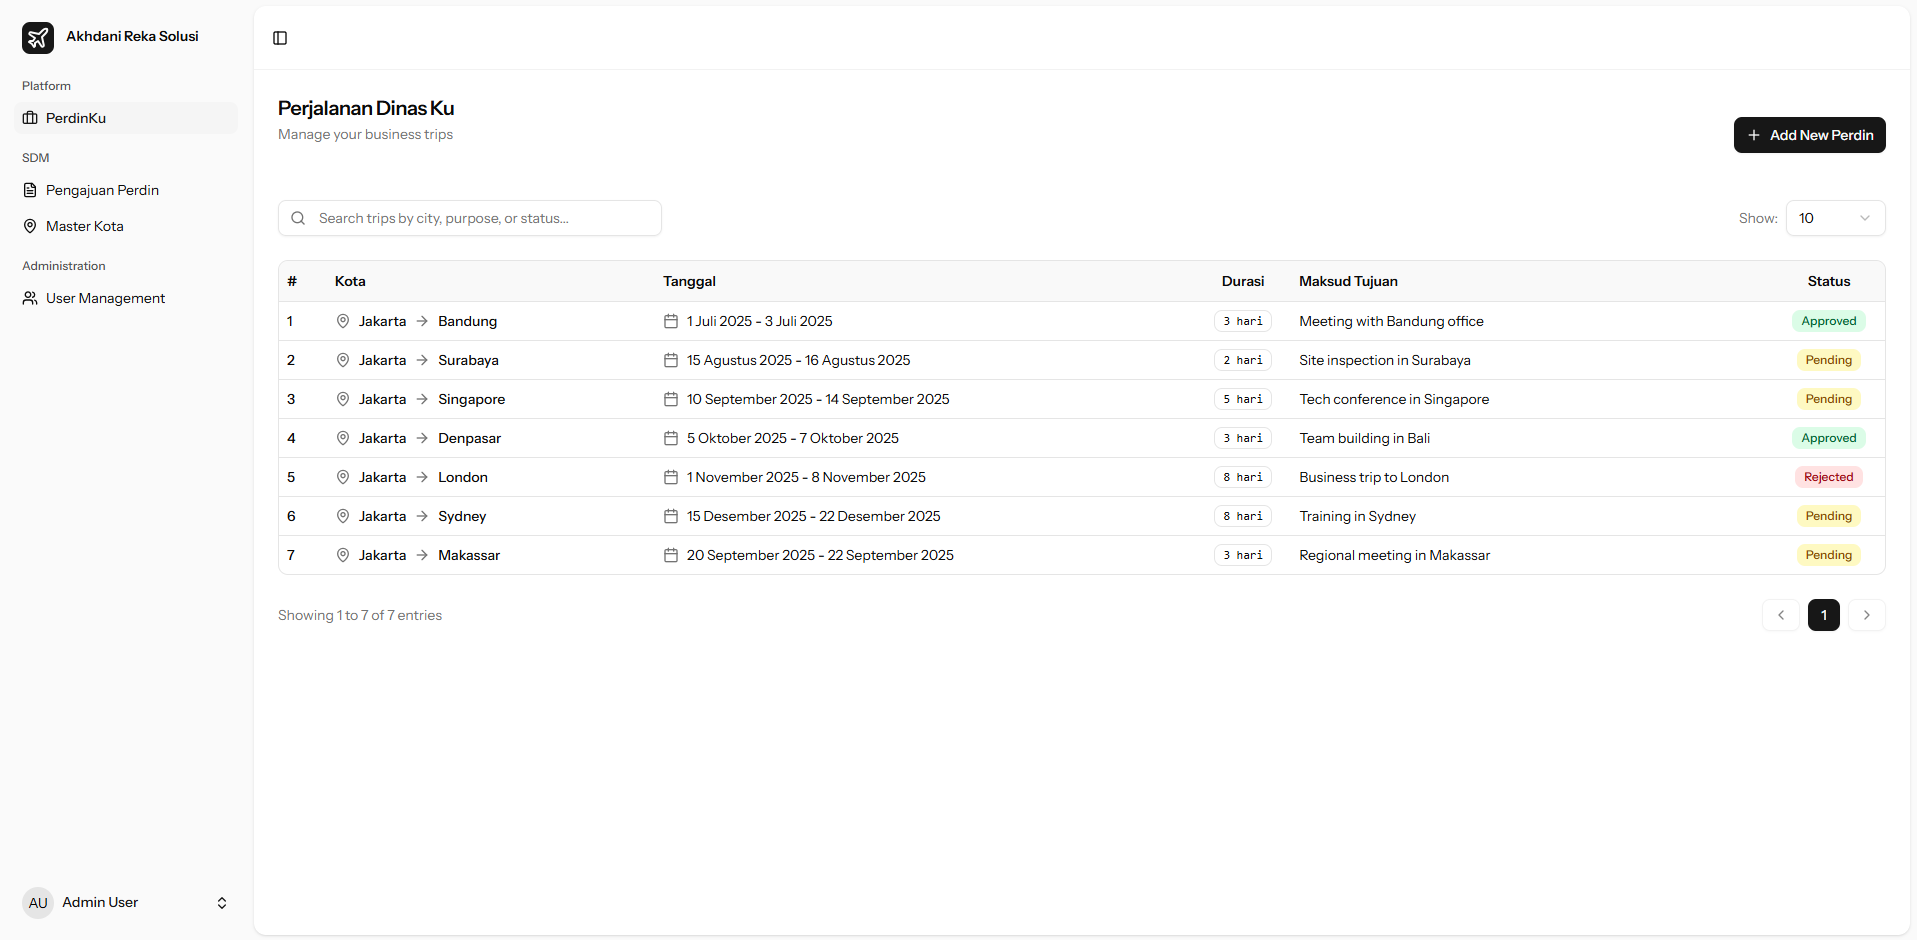 Akhdani Reka Solusi
Platform
PerdinKu
SDM
Pengajuan Perdin
Master Kota
Administration
User Management
AU Admin User
Perjalanan Dinas Ku
Manage your business trips
Add New Perdin
Search trips by city, purpose, or status...
Show: 10
# Kota Tanggal Durasi Maksud Tujuan Status
1 Jakarta → Bandung 1 Juli 2025 - 3 Juli 2025 3 hari Meeting with Bandung office Approved
2 Jakarta → Surabaya 15 Agustus 2025 - 16 Agustus 2025 2 hari Site inspection in Surabaya Pending
3 Jakarta → Singapore 10 September 2025 - 14 September 2025 5 hari Tech conference in Singapore Pending
4 Jakarta → Denpasar 5 Oktober 2025 - 7 Oktober 2025 3 hari Team building in Bali Approved
5 Jakarta → London 1 November 2025 - 8 November 2025 8 hari Business trip to London Rejected
6 Jakarta → Sydney 15 Desember 2025 - 22 Desember 2025 8 hari Training in Sydney Pending
7 Jakarta → Makassar 20 September 2025 - 22 September 2025 3 hari Regional meeting in Makassar Pending
Showing 1 to 7 of 7 entries
1